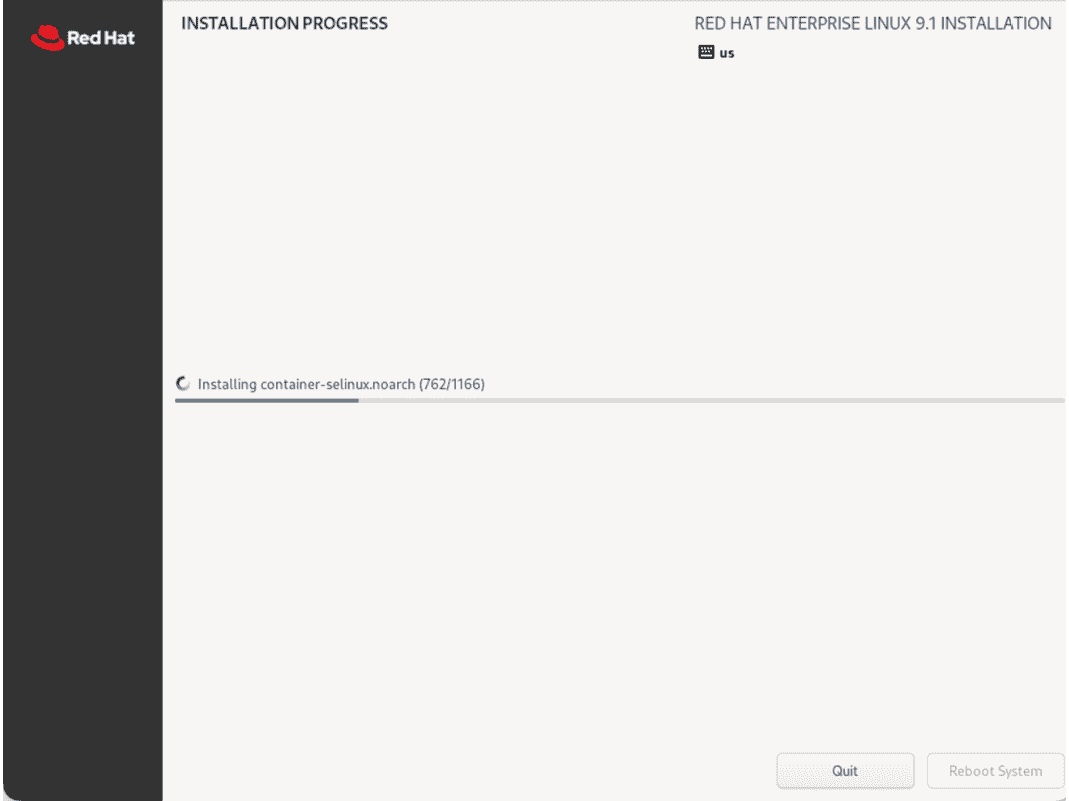 Red Hat
INSTALLATION PROGRESS
RED HAT ENTERPRISE LINUX 9.1 INSTALLATION
us
Installing container-selinux.noarch (762/1166)
Quit
Reboot System